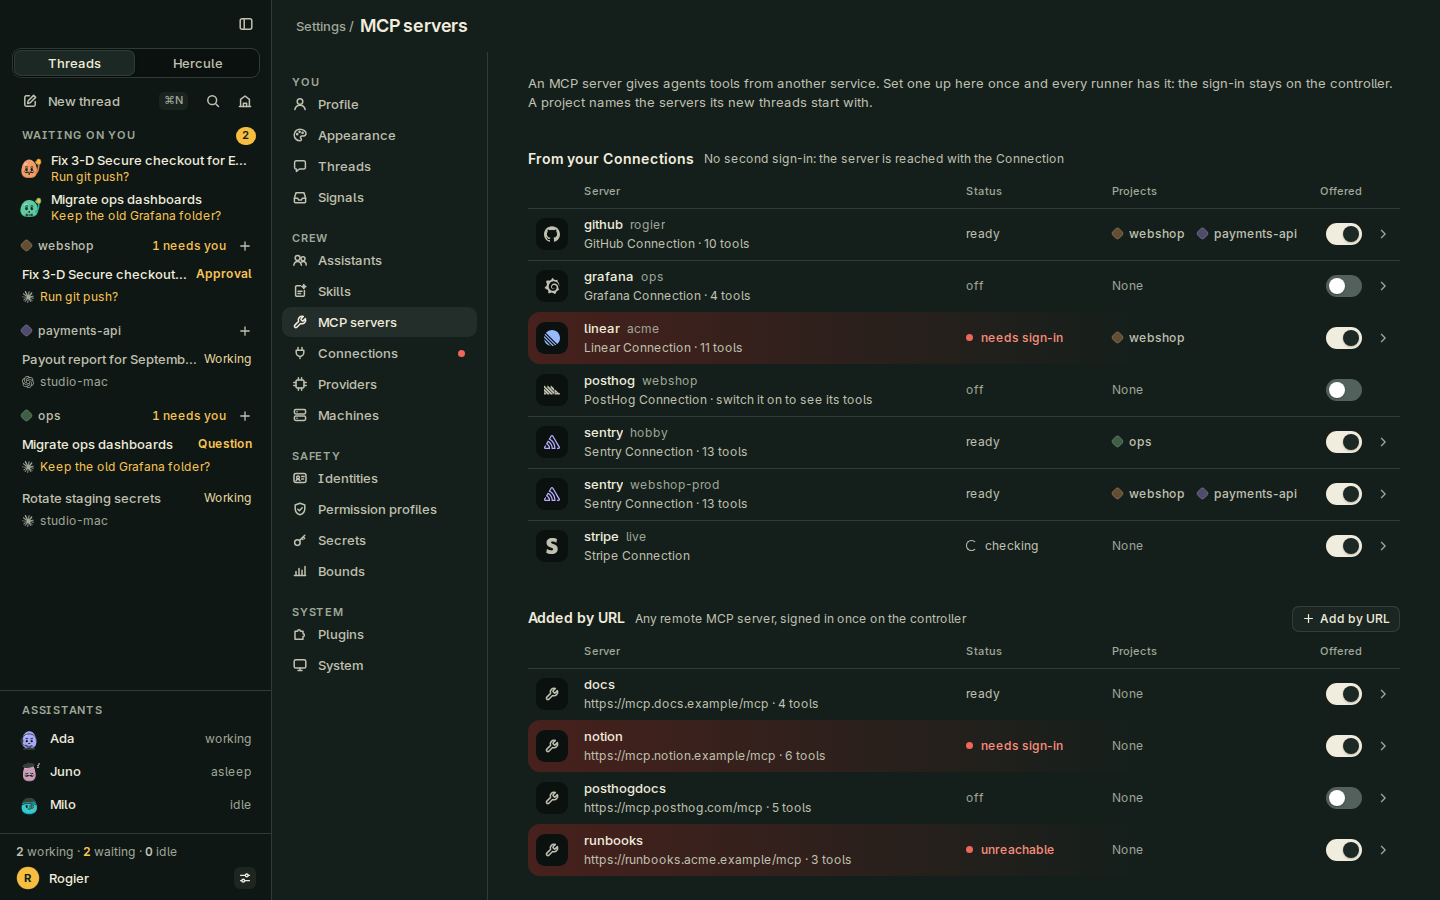 Threads
Hercule
New thread
⌘N
WAITING ON YOU
2
Fix 3-D Secure checkout for E...
Run git push?
Migrate ops dashboards
Keep the old Grafana folder?
webshop
1 needs you
Fix 3-D Secure checkout...
Approval
Run git push?
payments-api
Payout report for Septemb...
Working
studio-mac
ops
1 needs you
Migrate ops dashboards
Question
Keep the old Grafana folder?
Rotate staging secrets
Working
studio-mac
ASSISTANTS
Ada
working
Juno
asleep
Milo
idle
2 working · 2 waiting · 0 idle
R
Rogier
Settings / MCP servers
YOU
Profile
Appearance
Threads
Signals
CREW
Assistants
Skills
MCP servers
Connections
Providers
Machines
SAFETY
Identities
Permission profiles
Secrets
Bounds
SYSTEM
Plugins
System
An MCP server gives agents tools from another service. Set one up here once and every runner has it: the sign-in stays on the controller.
A project names the servers its new threads start with.
From your Connections
No second sign-in: the server is reached with the Connection
Server
Status
Projects
Offered
github rogier
GitHub Connection · 10 tools
ready
webshop
payments-api
grafana ops
Grafana Connection · 4 tools
off
None
linear acme
Linear Connection · 11 tools
needs sign-in
webshop
posthog webshop
PostHog Connection · switch it on to see its tools
off
None
sentry hobby
Sentry Connection · 13 tools
ready
ops
sentry webshop-prod
Sentry Connection · 13 tools
ready
webshop
payments-api
stripe live
Stripe Connection
checking
None
Added by URL
Any remote MCP server, signed in once on the controller
Add by URL
Server
Status
Projects
Offered
docs
https://mcp.docs.example/mcp · 4 tools
ready
None
notion
https://mcp.notion.example/mcp · 6 tools
needs sign-in
None
posthogdocs
https://mcp.posthog.com/mcp · 5 tools
off
None
runbooks
https://runbooks.acme.example/mcp · 3 tools
unreachable
None